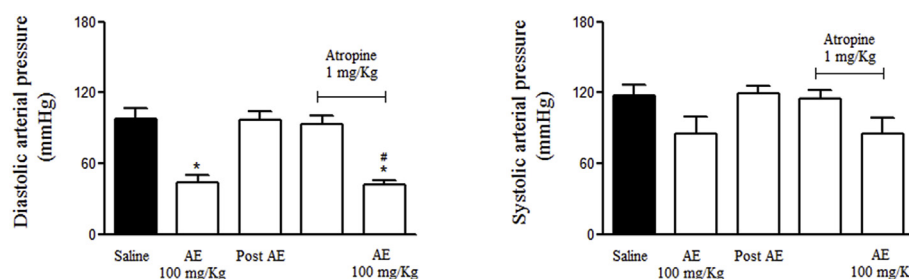 Diastolic arterial pressure
(mmHg)
180
120
60
0
Atropine
1 mg/Kg
*
#
*
Saline
AE
100 mg/Kg
Post AE
AE
100 mg/Kg
Systolic arterial pressure
(mmHg)
180
120
60
0
Atropine
1 mg/Kg
Saline
AE
100 mg/Kg
Post AE
AE
100 mg/K